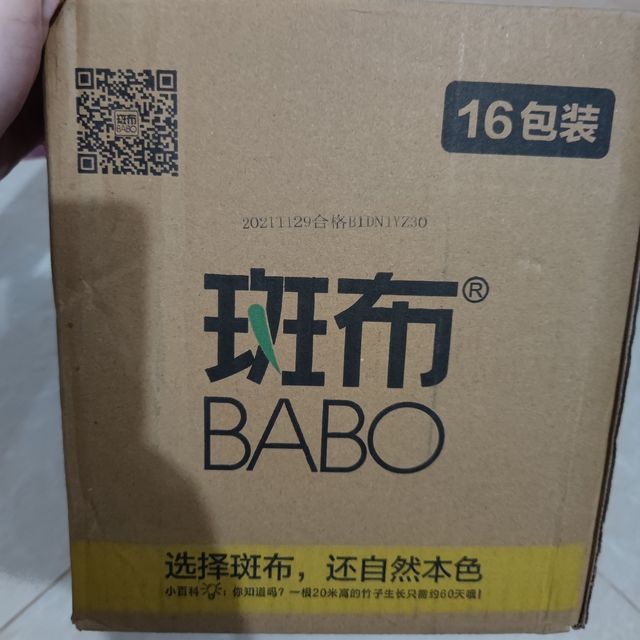 斑布
BABO
16包装
20211129合格B1DN1YZ30
斑布®
BABO
选择斑布，还自然本色
小百科：你知道吗？一根20米高的竹子生长只需约60天哦！